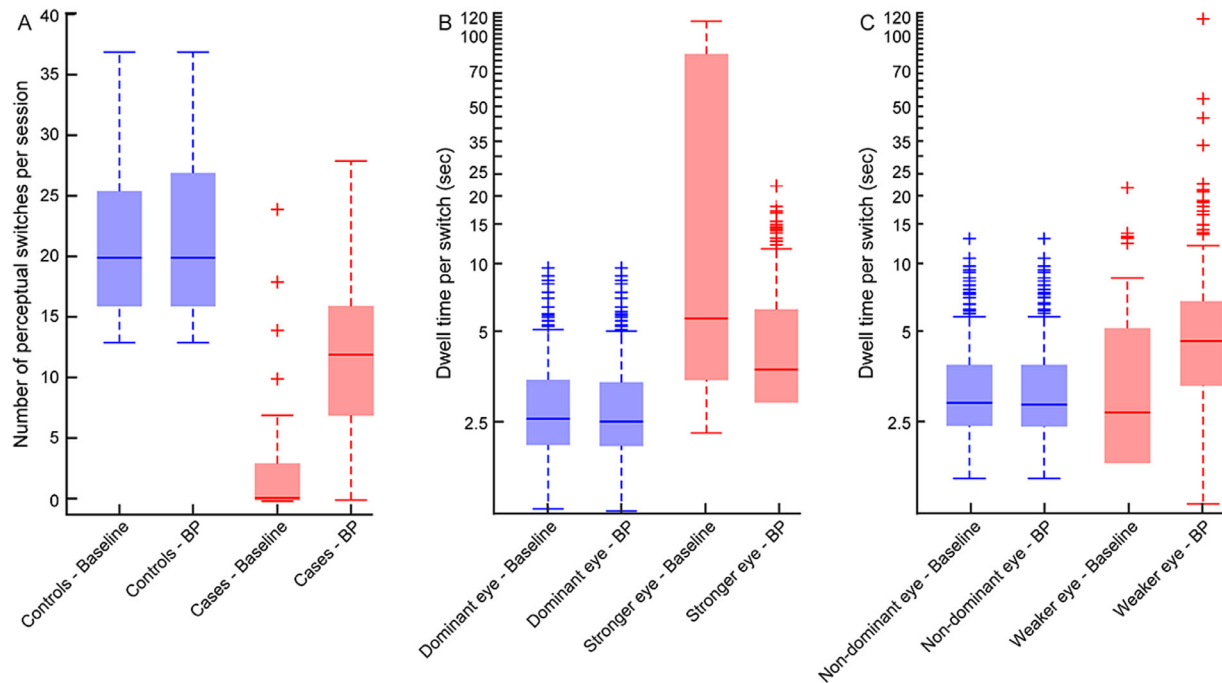 A
Number of perceptual switches per session
40
35
30
25
20
15
10
5
0
Controls - Baseline
Controls - BP
Cases - Baseline
Cases - BP
B
Dwell time per switch (sec)
120
100
70
50
35
25
20
15
10
5
2.5
Dominant eye - Baseline
Dominant eye - BP
Stronger eye - Baseline
Stronger eye - BP
C
Dwell time per switch (sec)
120
100
70
50
35
25
20
15
10
5
2.5
Non-dominant eye - Baseline
Non-dominant eye - BP
Weaker eye - Baseline
Weaker eye - BP